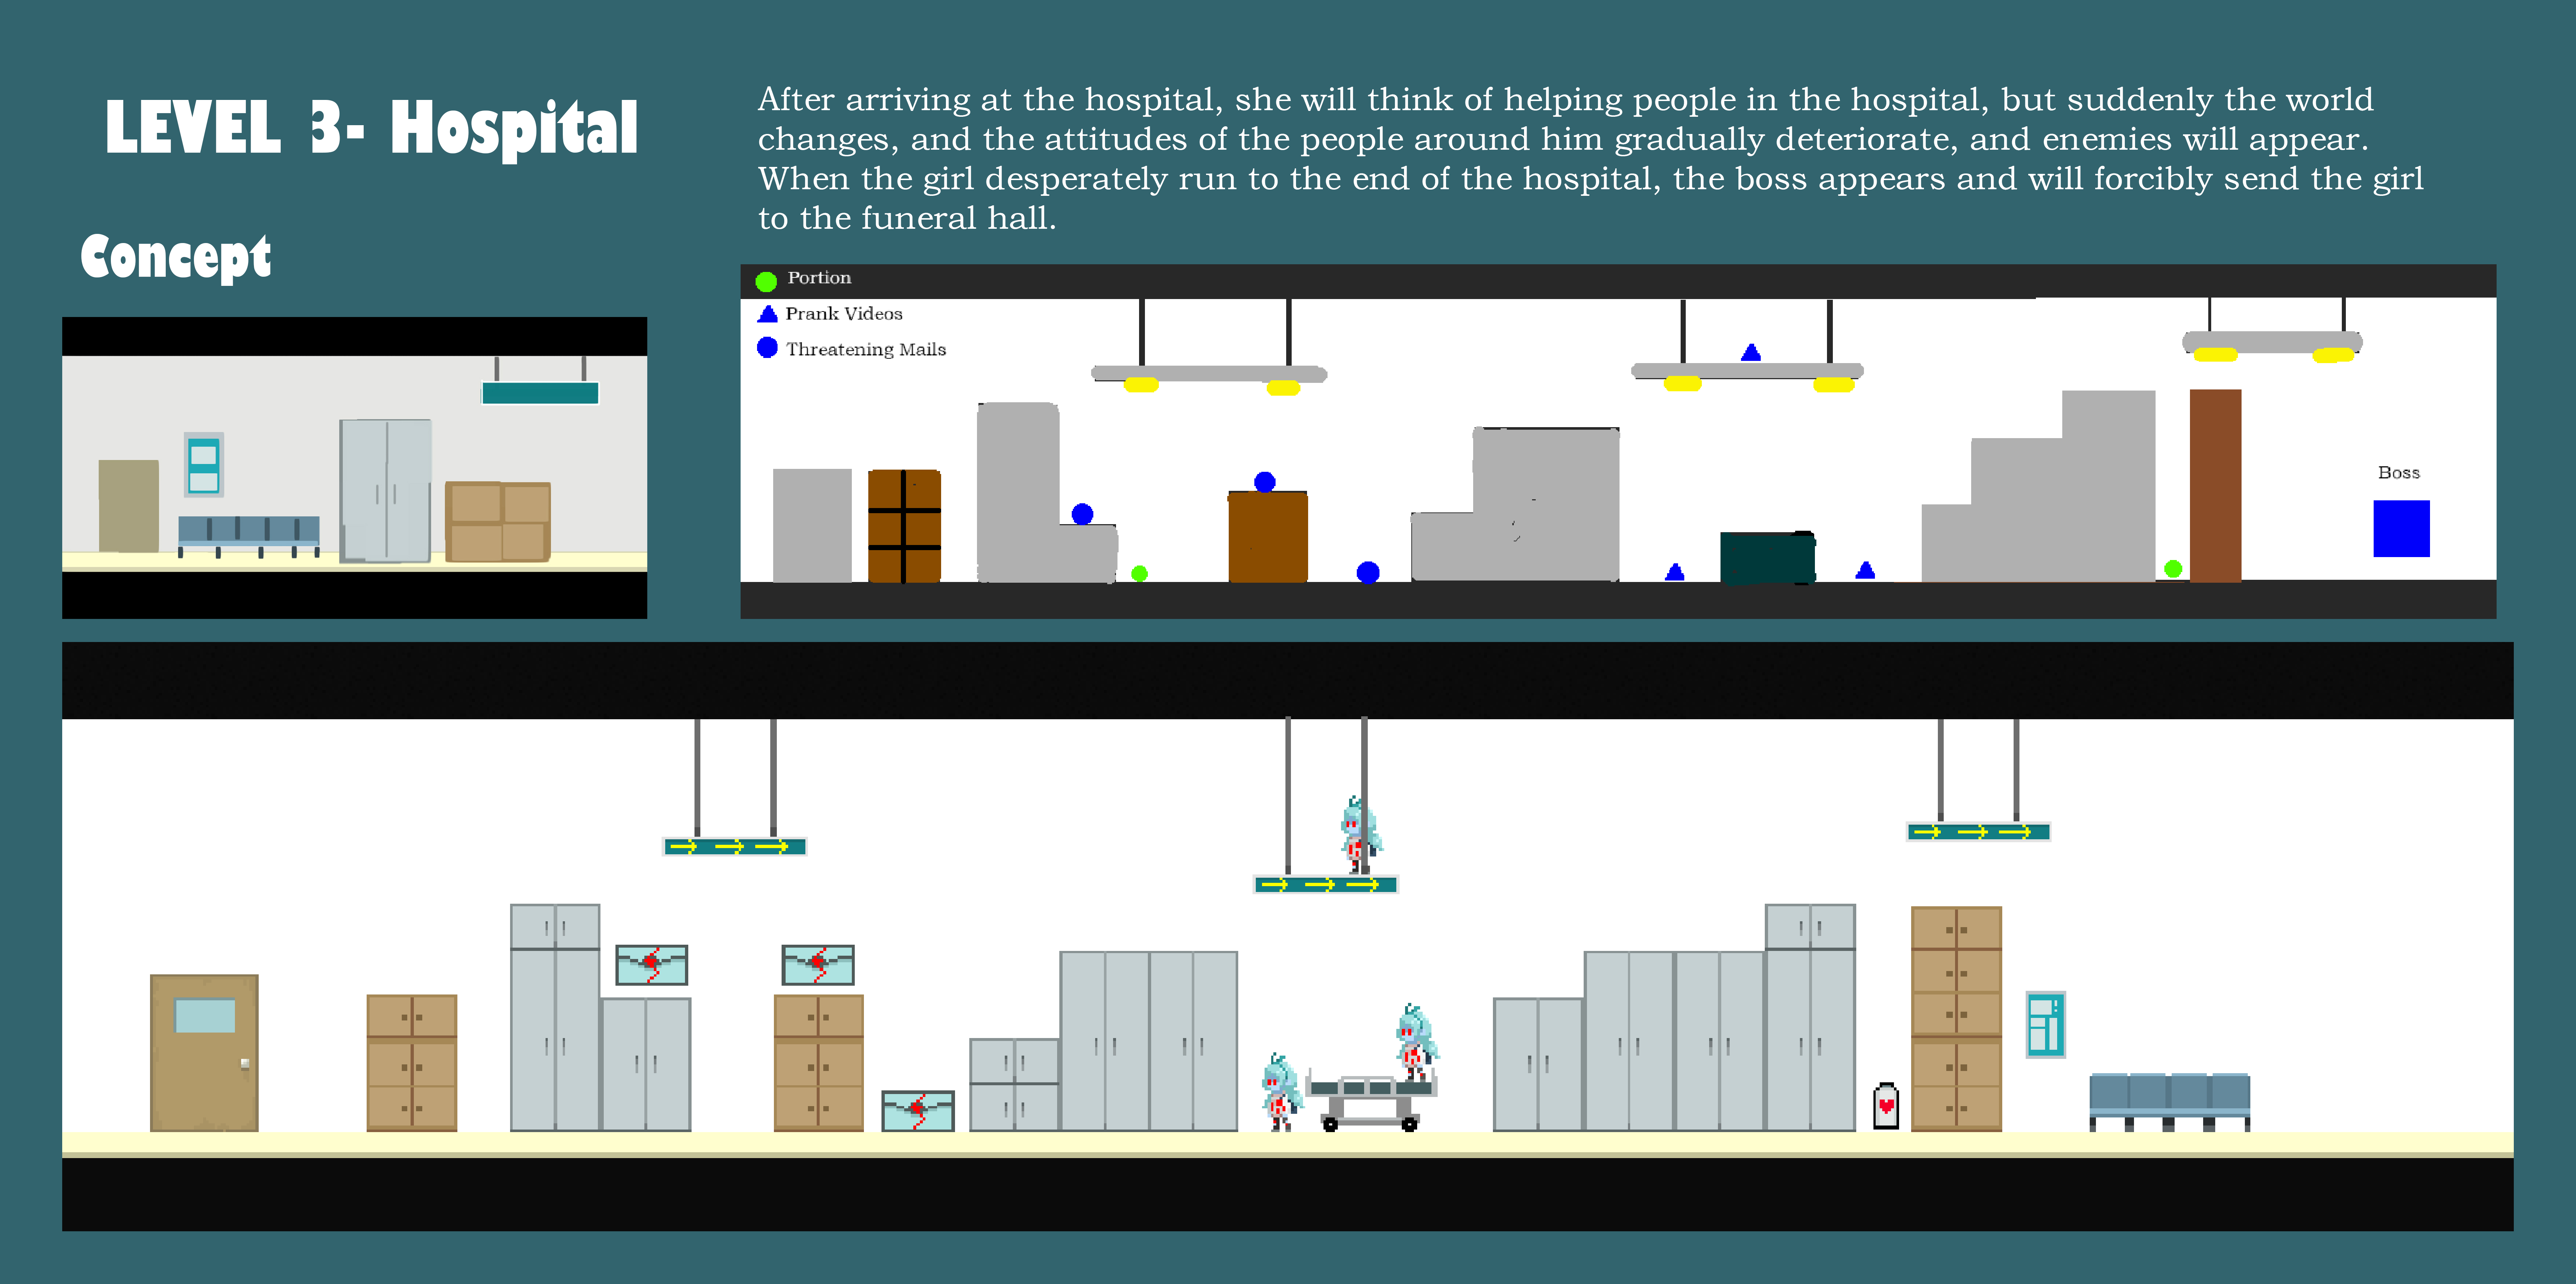 LEVEL 3- Hospital
After arriving at the hospital, she will think of helping people in the hospital, but suddenly the world
changes, and the attitudes of the people around him gradually deteriorate, and enemies will appear.
When the girl desperately run to the end of the hospital, the boss appears and will forcibly send the girl
to the funeral hall.
Concept
Portion
Prank Videos
Threatening Mails
Boss